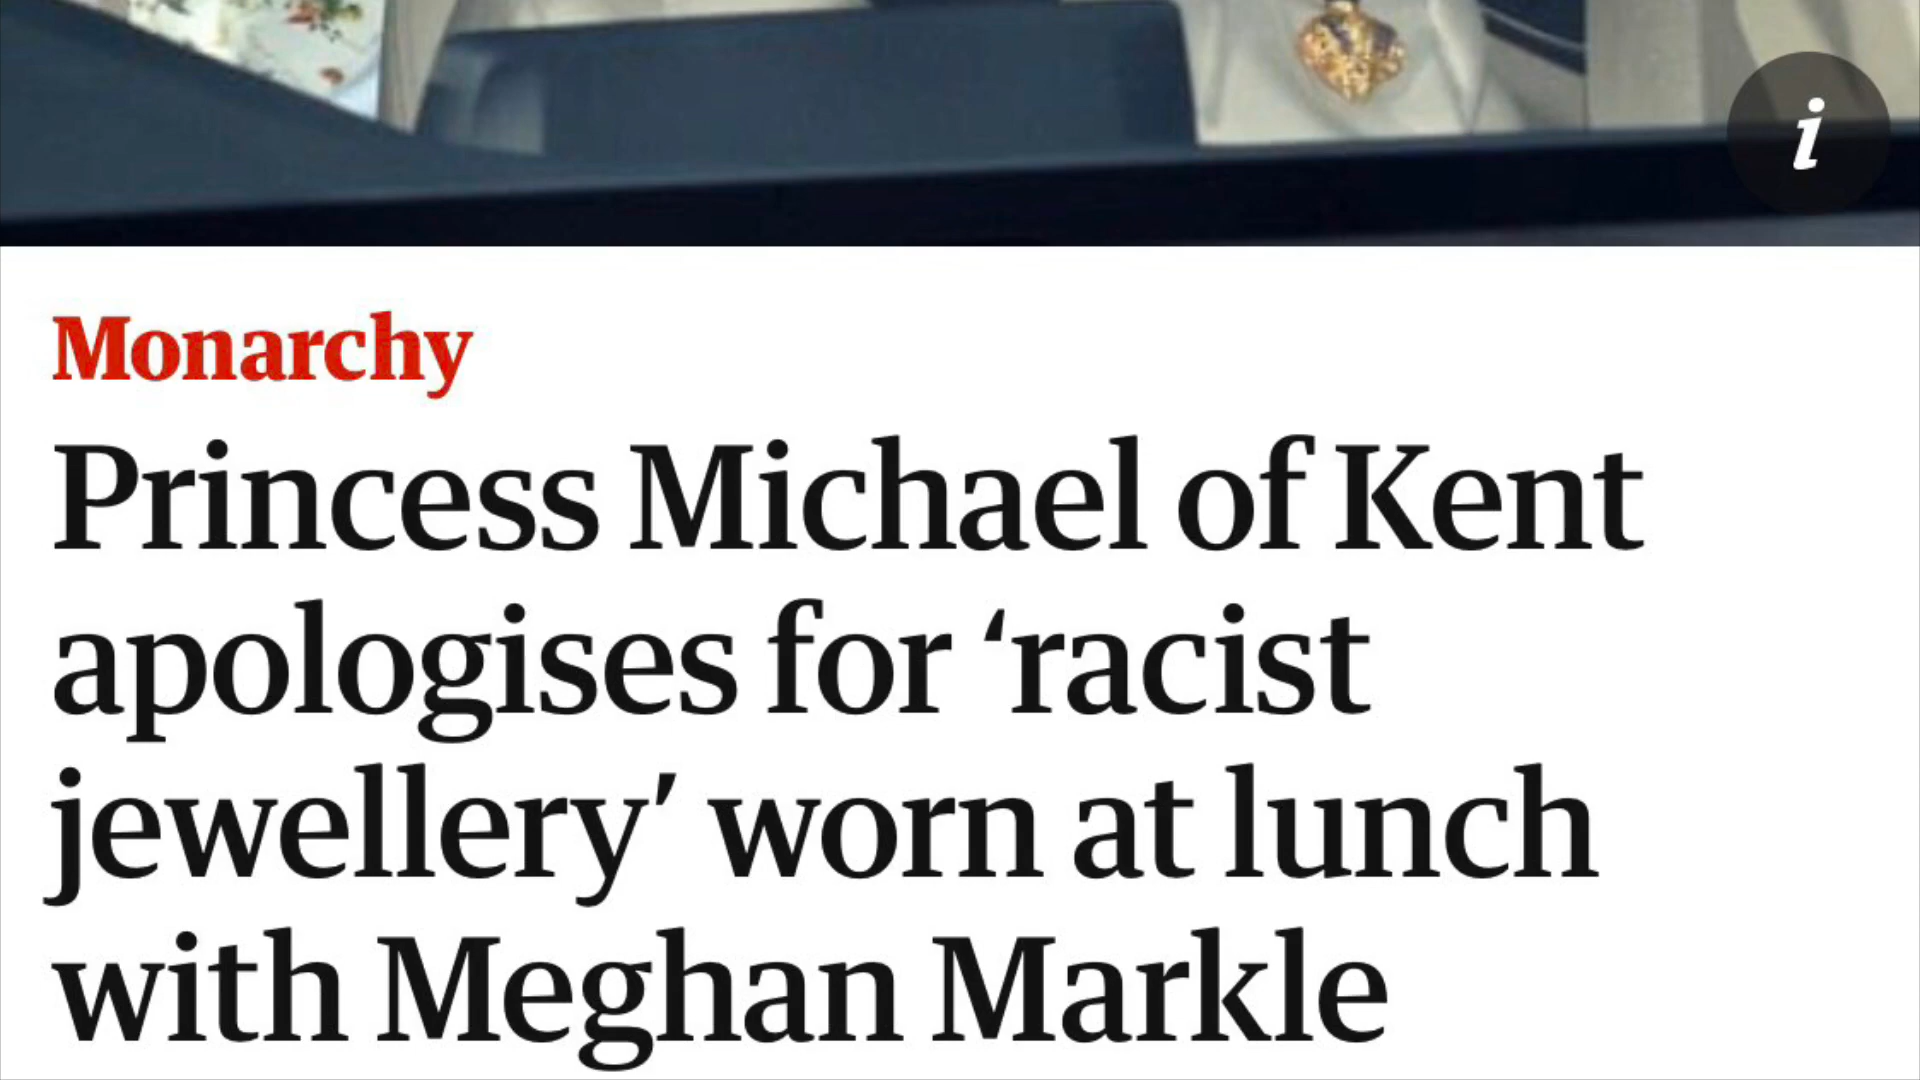 i
Monarchy
Princess Michael of Kent
apologises for ‘racist
jewellery’ worn at lunch
with Meghan Markle